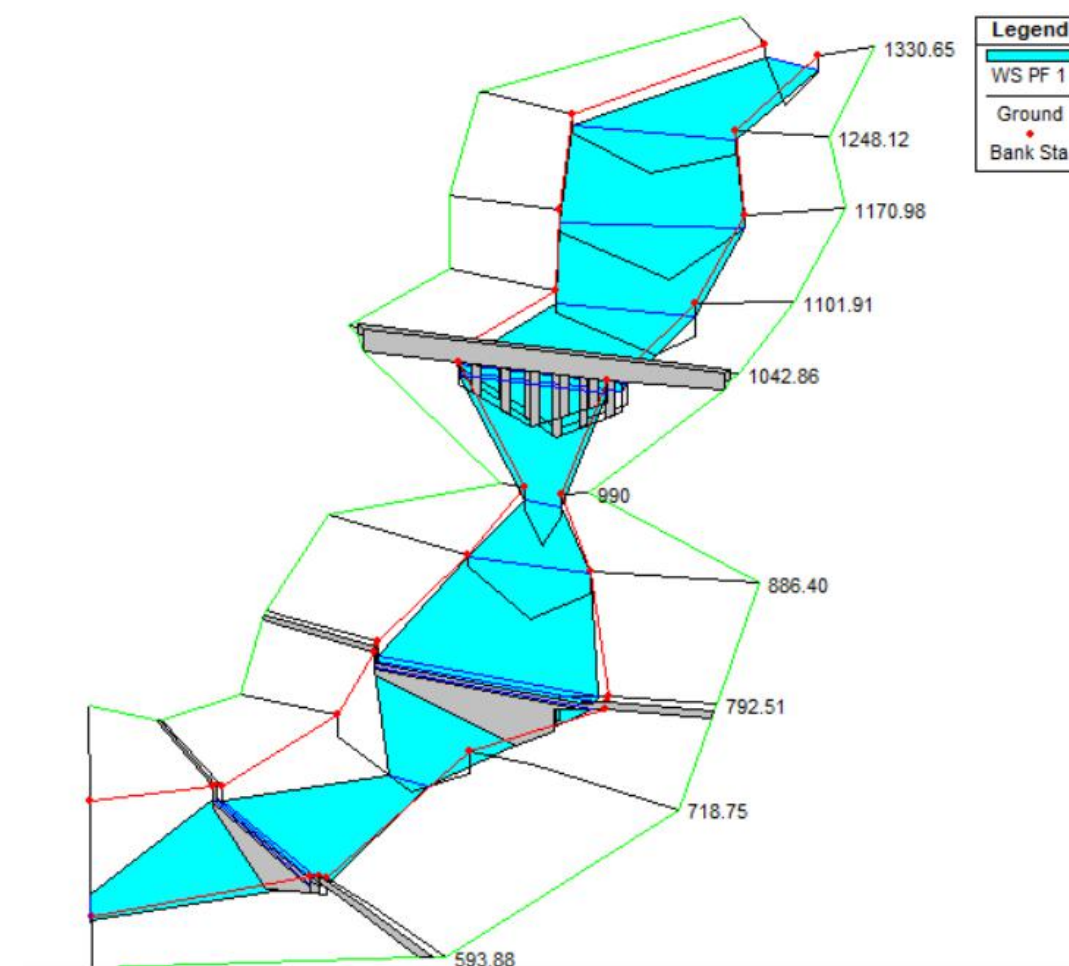 1330.65
Legend
WS PF 1
Ground
Bank Sta
1248.12
1170.98
1101.91
1042.86
990
886.40
792.51
718.75
593.88